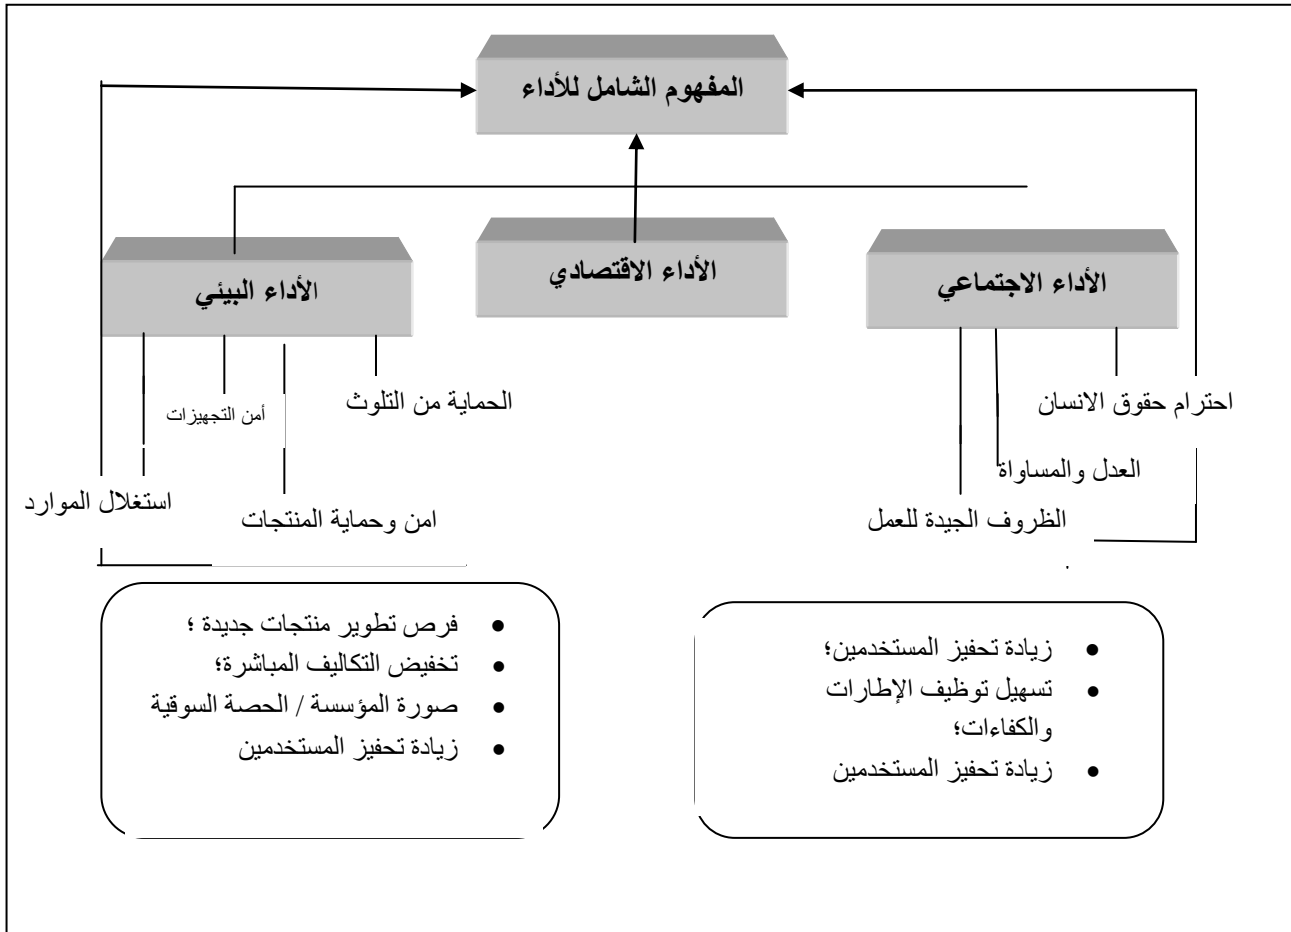 المفهوم الشامل للأداء
الأداء الاجتماعي
الأداء الاقتصادي
الأداء البيئي
احترام حقوق الانسان
العدل والمساواة
الظروف الجيدة للعمل
الحماية من التلوث
أمن التجهيزات
امن وحماية المنتجات
استغلال الموارد
• زيادة تحفيز المستخدمين؛
• تسهيل توظيف الإطارات
والكفاءات؛
• زيادة تحفيز المستخدمين
• فرص تطوير منتجات جديدة ؛
• تخفيض التكاليف المباشرة؛
• صورة المؤسسة / الحصة السوقية
• زيادة تحفيز المستخدمين